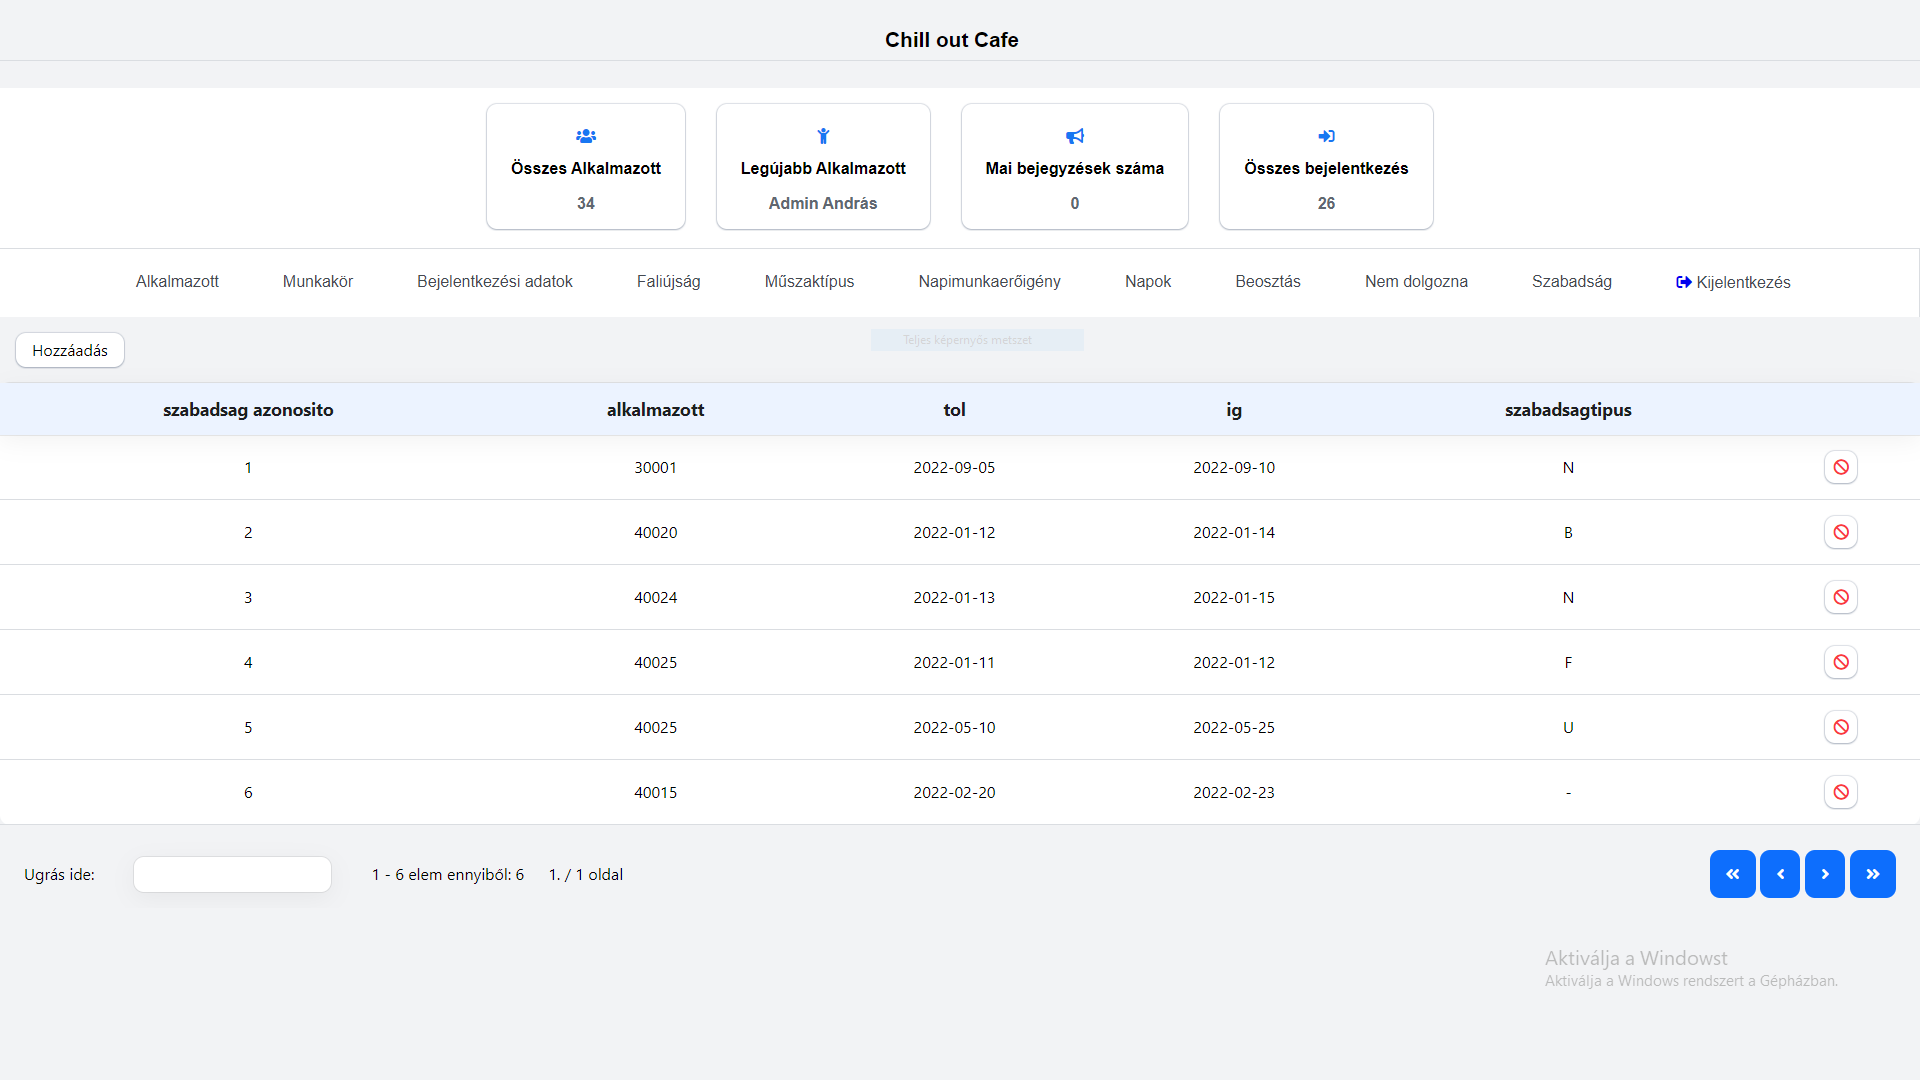 Chill out Cafe
Összes Alkalmazott
34
Legújabb Alkalmazott
Admin András
Mai bejegyzések száma
0
Összes bejelentkezés
26
Alkalmazott Munkakör Bejelentkezési adatok Faliújság Műszaktípus Napimunkaerőigény Napok Beosztás Nem dolgozna Szabadság Kijelentkezés
Teljes képernyős metszet
Hozzáadás
szabadsag azonosito alkalmazott tol ig szabadsagtipus
1 30001 2022-09-05 2022-09-10 N
2 40020 2022-01-12 2022-01-14 B
3 40024 2022-01-13 2022-01-15 N
4 40025 2022-01-11 2022-01-12 F
5 40025 2022-05-10 2022-05-25 U
6 40015 2022-02-20 2022-02-23 -
Ugrás ide: 1 - 6 elem ennyiből: 6 1. / 1 oldal
Aktiválja a Windowst
Aktiválja a Windows rendszert a Gépházban.